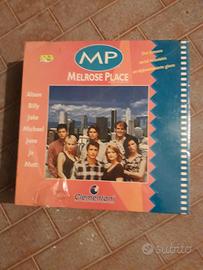 MP
MELROSE PLACE
Alison
Billy
Jake
Michael
Jane
Jo
Matt
Clementoni
subito